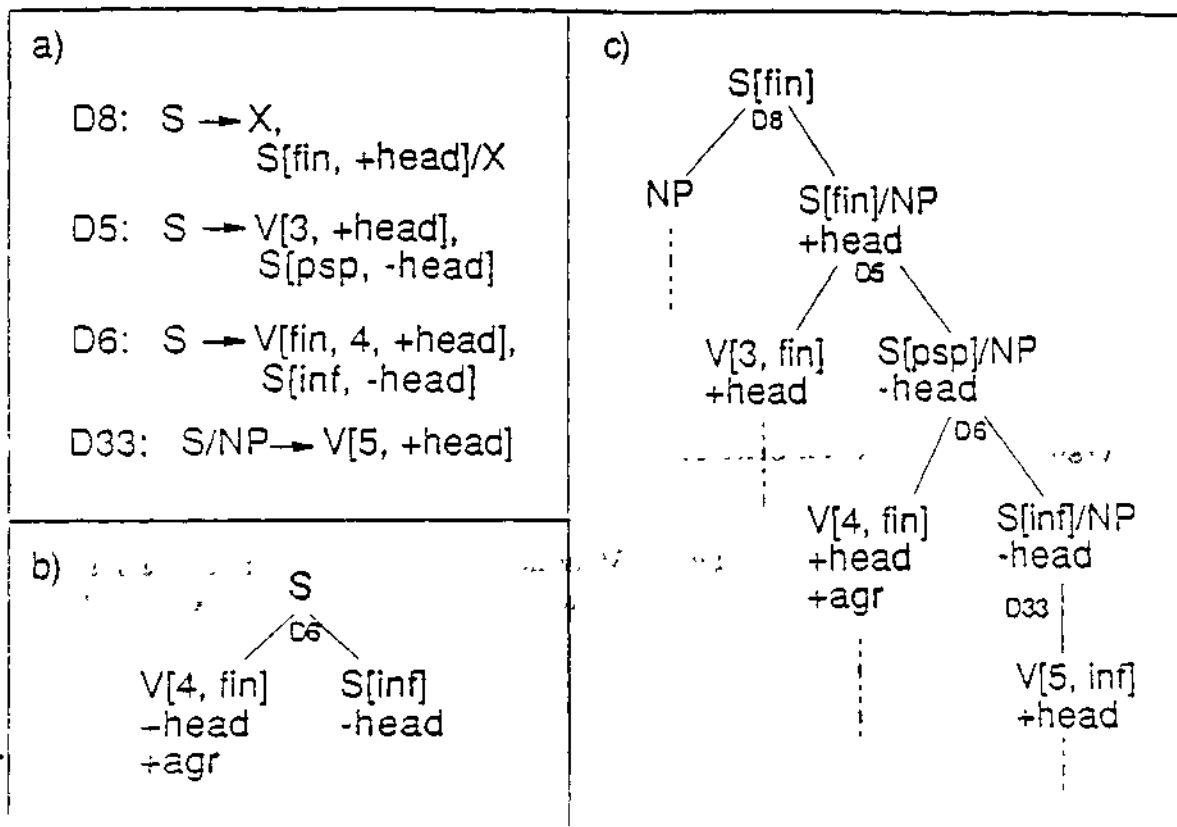 a)
D8: S → X,
S[fin, +head]/X
D5: S → V[3, +head],
S[psp, -head]
D6: S → V[fin, 4, +head],
S[inf, -head]
D33: S/NP → V[5, +head]
b)
S
D6
V[4, fin] S[inf]
+head -head
+agr
c)
S[fin]
D8
NP S[fin]/NP
+head
D5
V[3, fin] S[psp]/NP
+head -head
D6
V[4, fin] S[inf]/NP
+head -head
+agr D33
V[5, inf]
+head